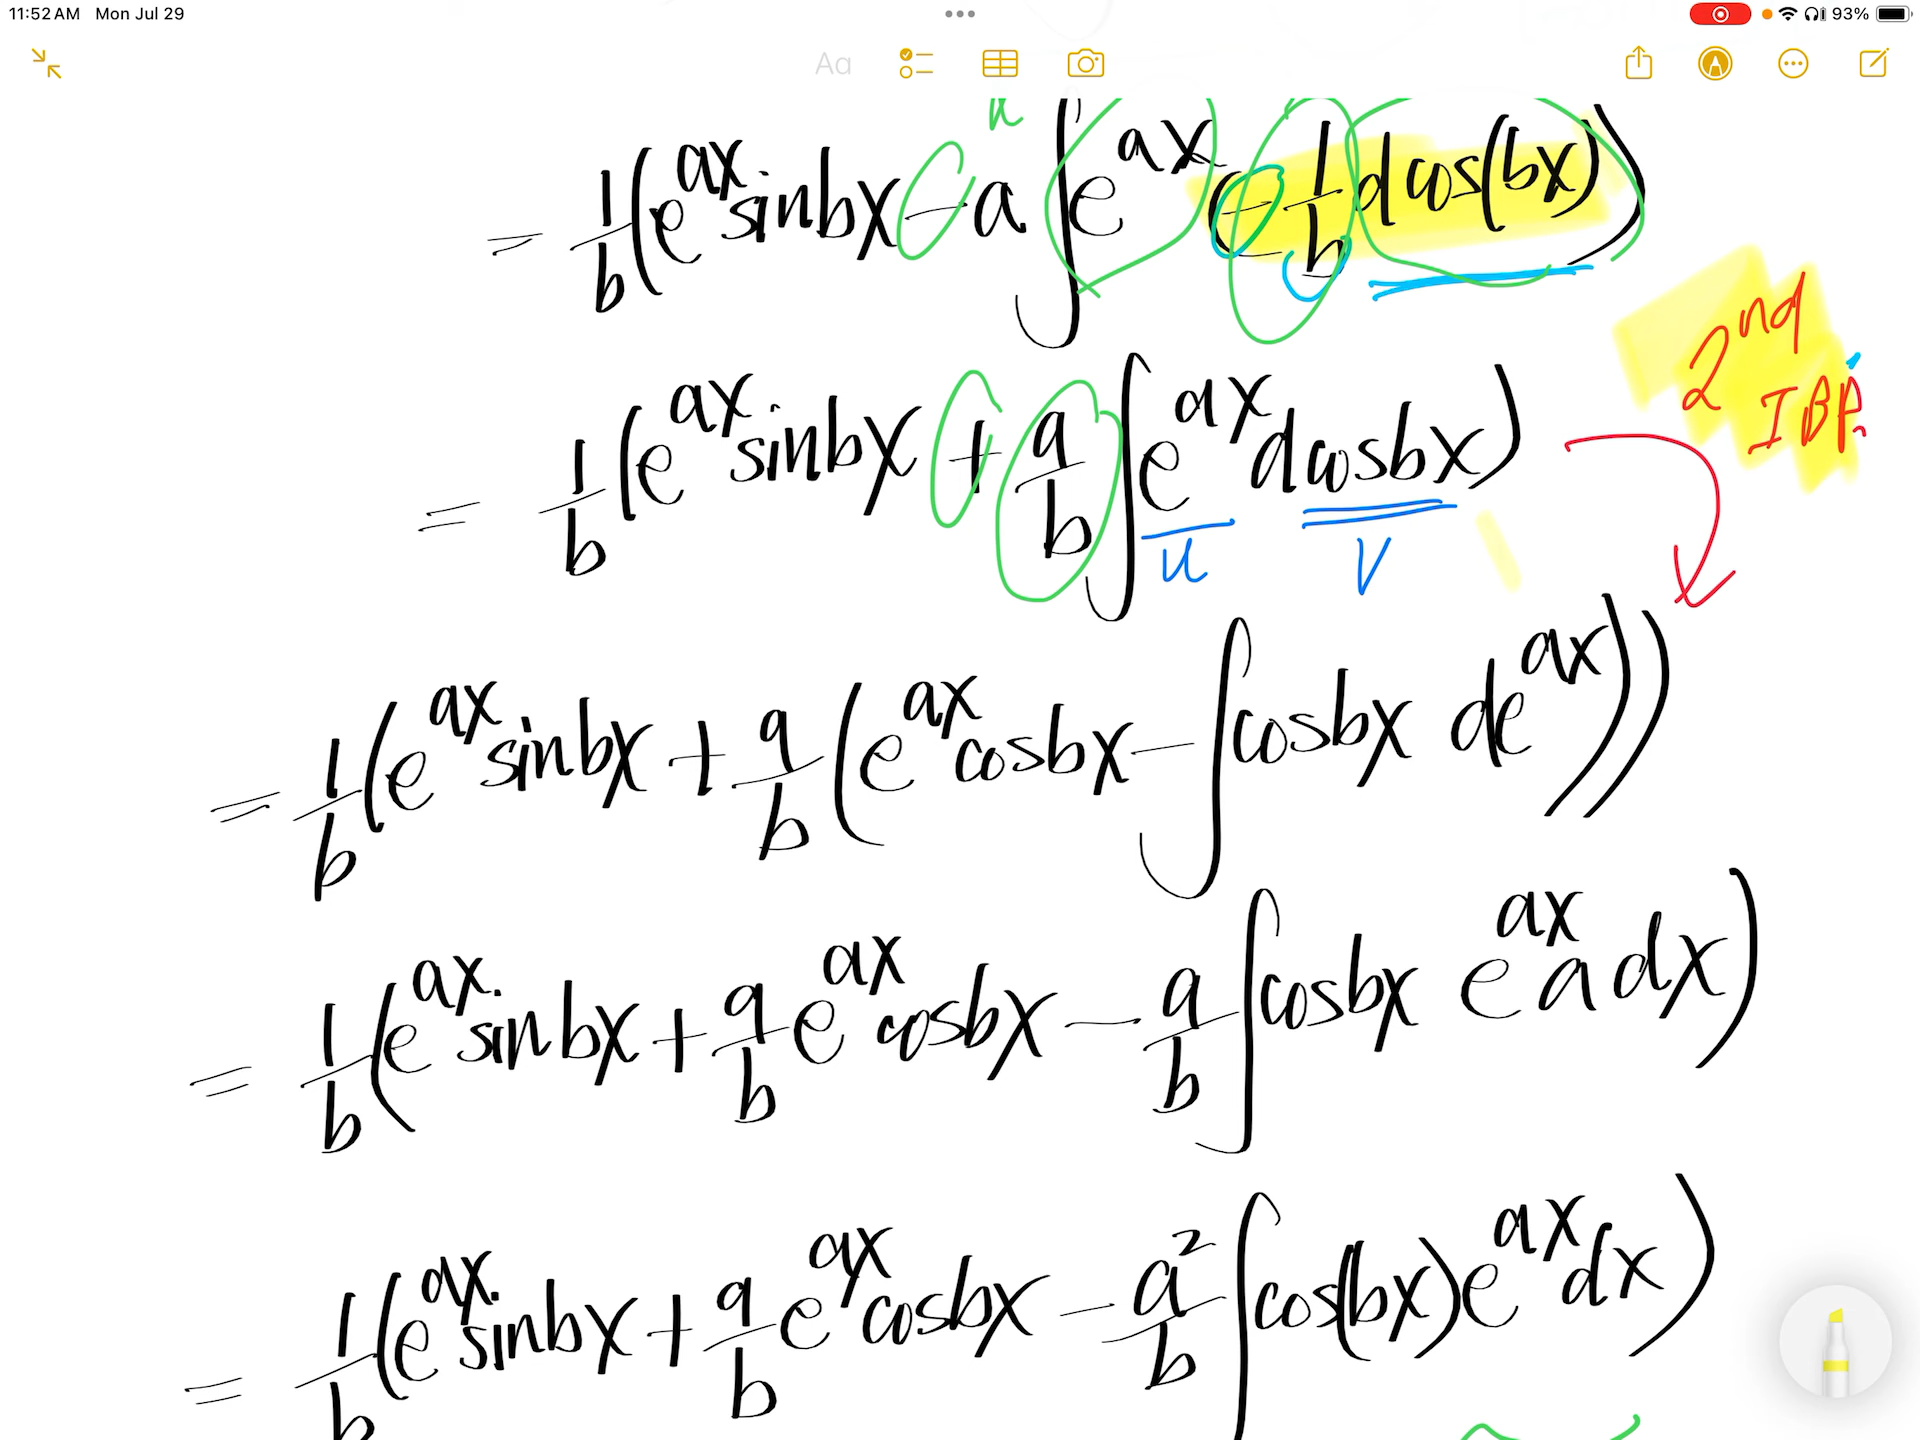 11:52 AM Mon Jul 29
93%
Aa
u
= 1/b (e^ax sinbx - a ∫ e^ax (-1/b d cos(bx))
2nd
IBP.
= 1/b (e^ax sinbx + a/b ∫ e^ax dcosbx)
u v
= 1/b (e^ax sinbx + a/b (e^ax cosbx - ∫ cosbx de^ax))
= 1/b (e^ax sinbx + a/b e^ax cosbx - a/b ∫ cosbx e^ax a dx)
= 1/b (e^ax sinbx + a/b e^ax cosbx - a²/b ∫ cos(bx) e^ax dx)